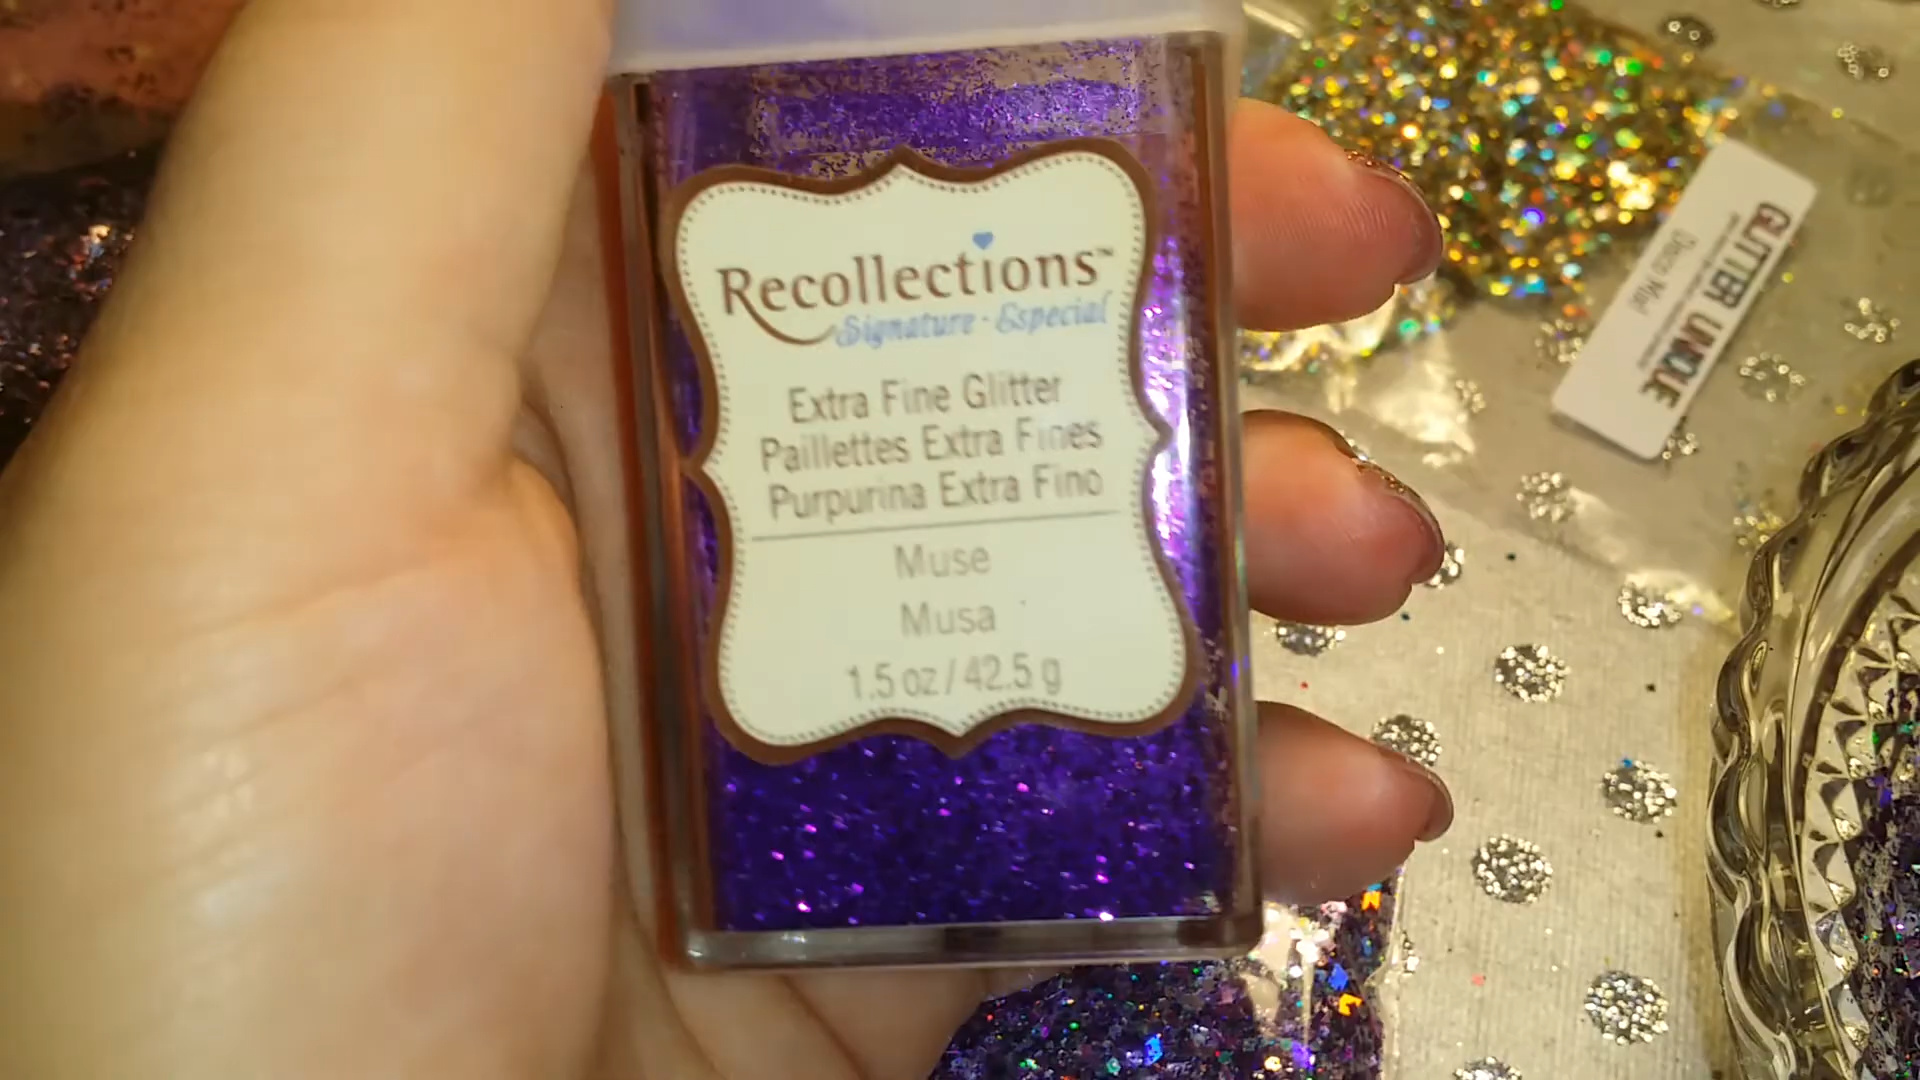 Recollections™
Signature - Especial
Extra Fine Glitter
Paillettes Extra Fines
Purpurina Extra Fino
Muse
Musa
1.5 oz / 42.5 g
GLITTER UNIQUE